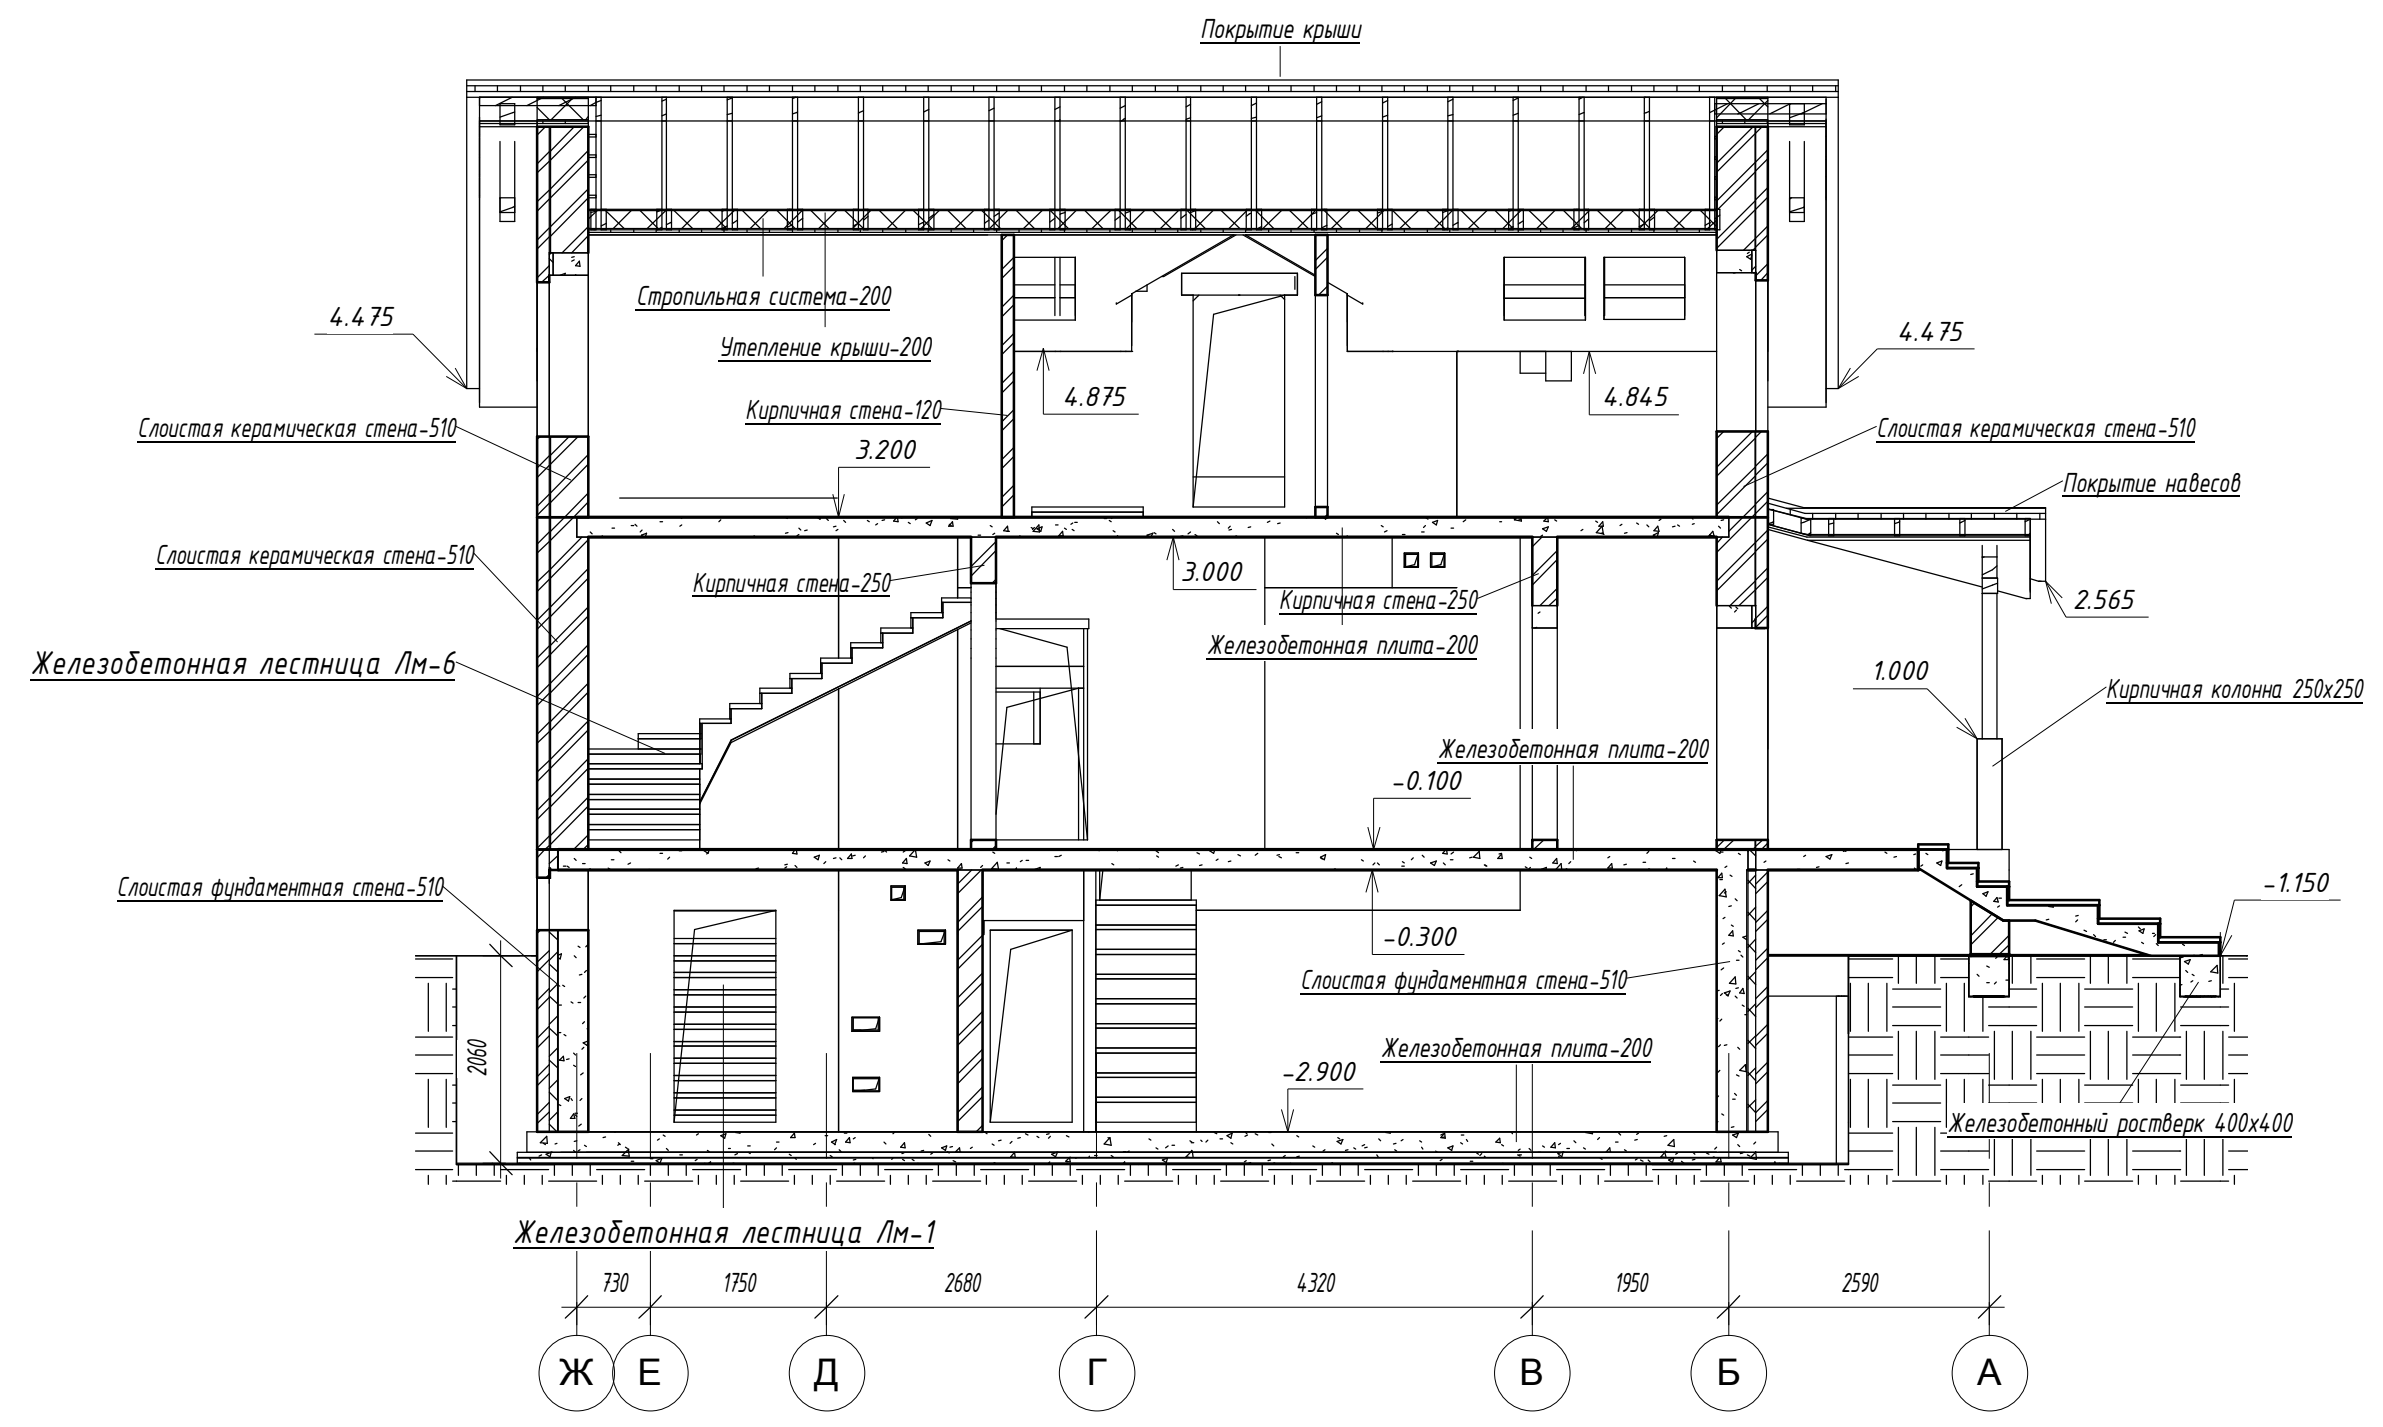 Покрытие крыши
Стропильная система-200
4.475
4.475
Утепление крыши-200
4.875
4.845
Кирпичная стена-120
Слоистая керамическая стена-510
Слоистая керамическая стена-510
3.200
Покрытие навесов
Слоистая керамическая стена-510
Кирпичная стена-250
3.000
Кирпичная стена-250
2.565
Железобетонная плита-200
Железобетонная лестница Лм-6
1.000
Кирпичная колонна 250х250
Железобетонная плита-200
-0.100
Слоистая фундаментная стена-510
-1.150
-0.300
Слоистая фундаментная стена-510
2060
Железобетонная плита-200
-2.900
Железобетонный ростверк 400х400
Железобетонная лестница Лм-1
730 1750 2680 4320 1950 2590
Ж Е Д Г В Б А